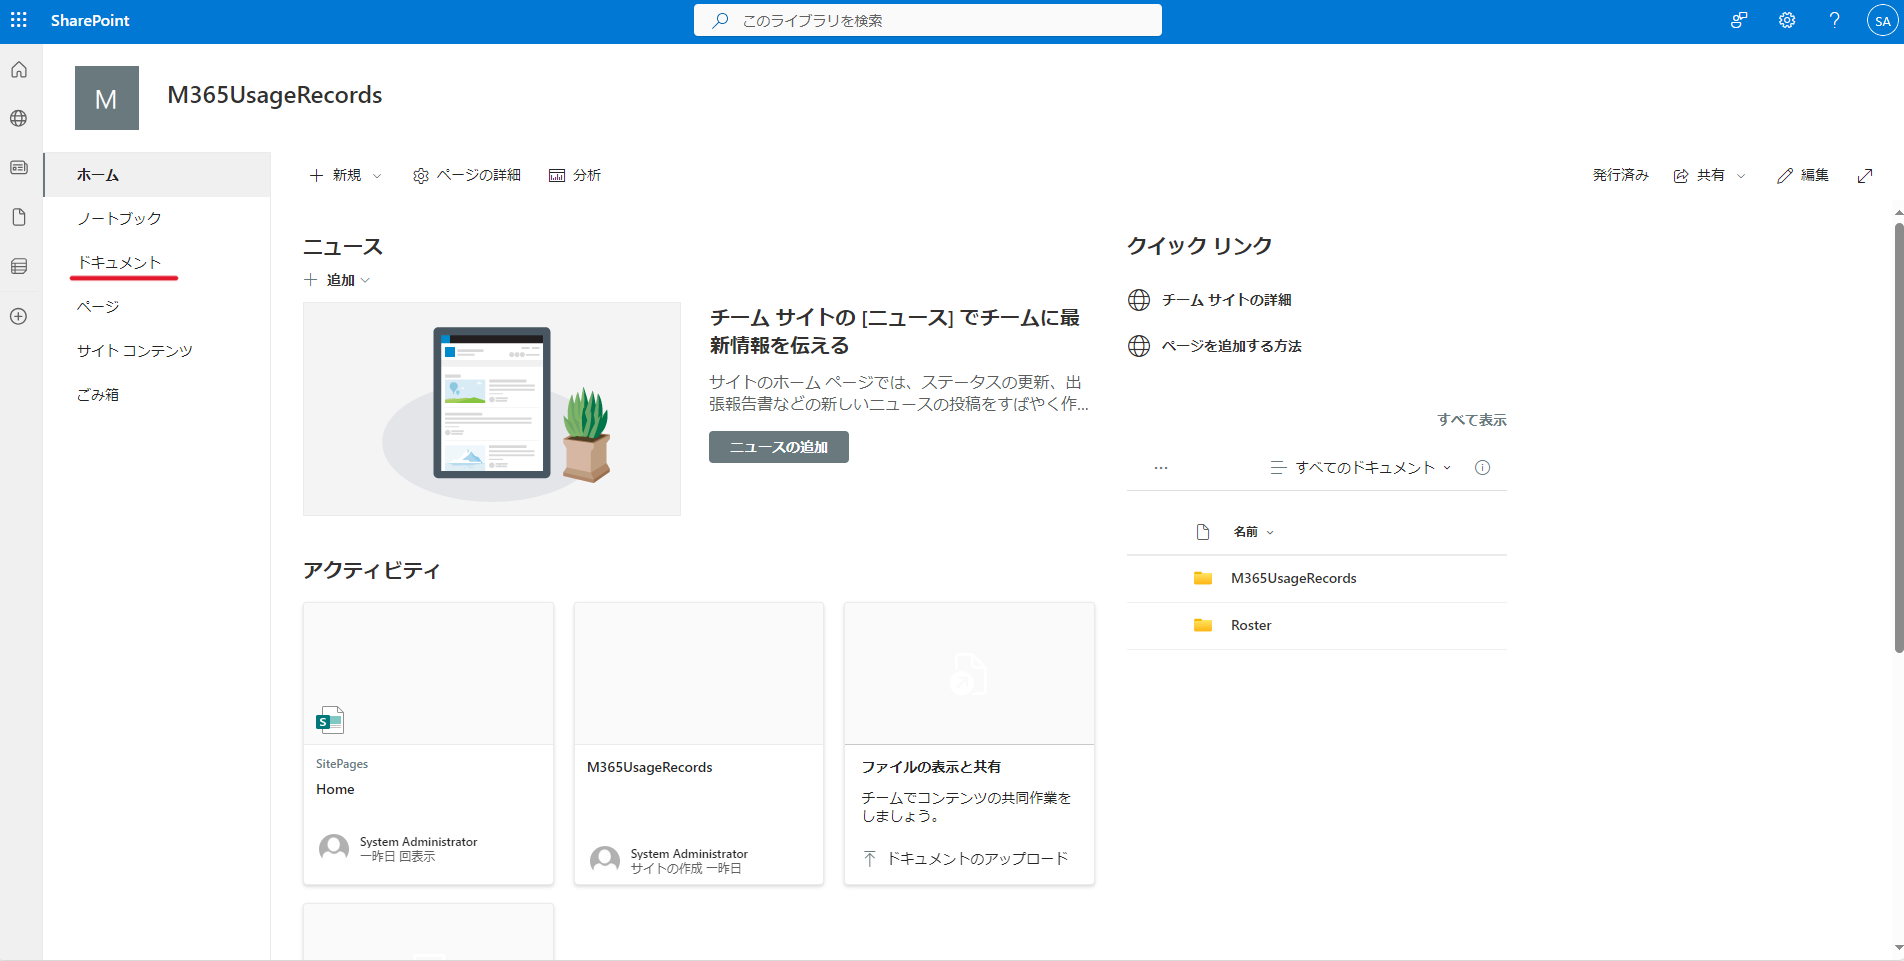 SharePoint
このライブラリを検索
SA
M
M365UsageRecords
ホーム
ノートブック
ドキュメント
ページ
サイト コンテンツ
ごみ箱
新規
ページの詳細
分析
発行済み
共有
編集
ニュース
追加
チーム サイトの [ニュース] でチームに最
新情報を伝える
サイトのホーム ページでは、ステータスの更新、出
張報告書などの新しいニュースの投稿をすばやく作...
ニュースの追加
クイック リンク
チーム サイトの詳細
ページを追加する方法
すべて表示
すべてのドキュメント
名前
M365UsageRecords
Roster
アクティビティ
SitePages
Home
System Administrator
一昨日 回表示
M365UsageRecords
System Administrator
サイトの作成 一昨日
ファイルの表示と共有
チームでコンテンツの共同作業を
しましょう。
ドキュメントのアップロード